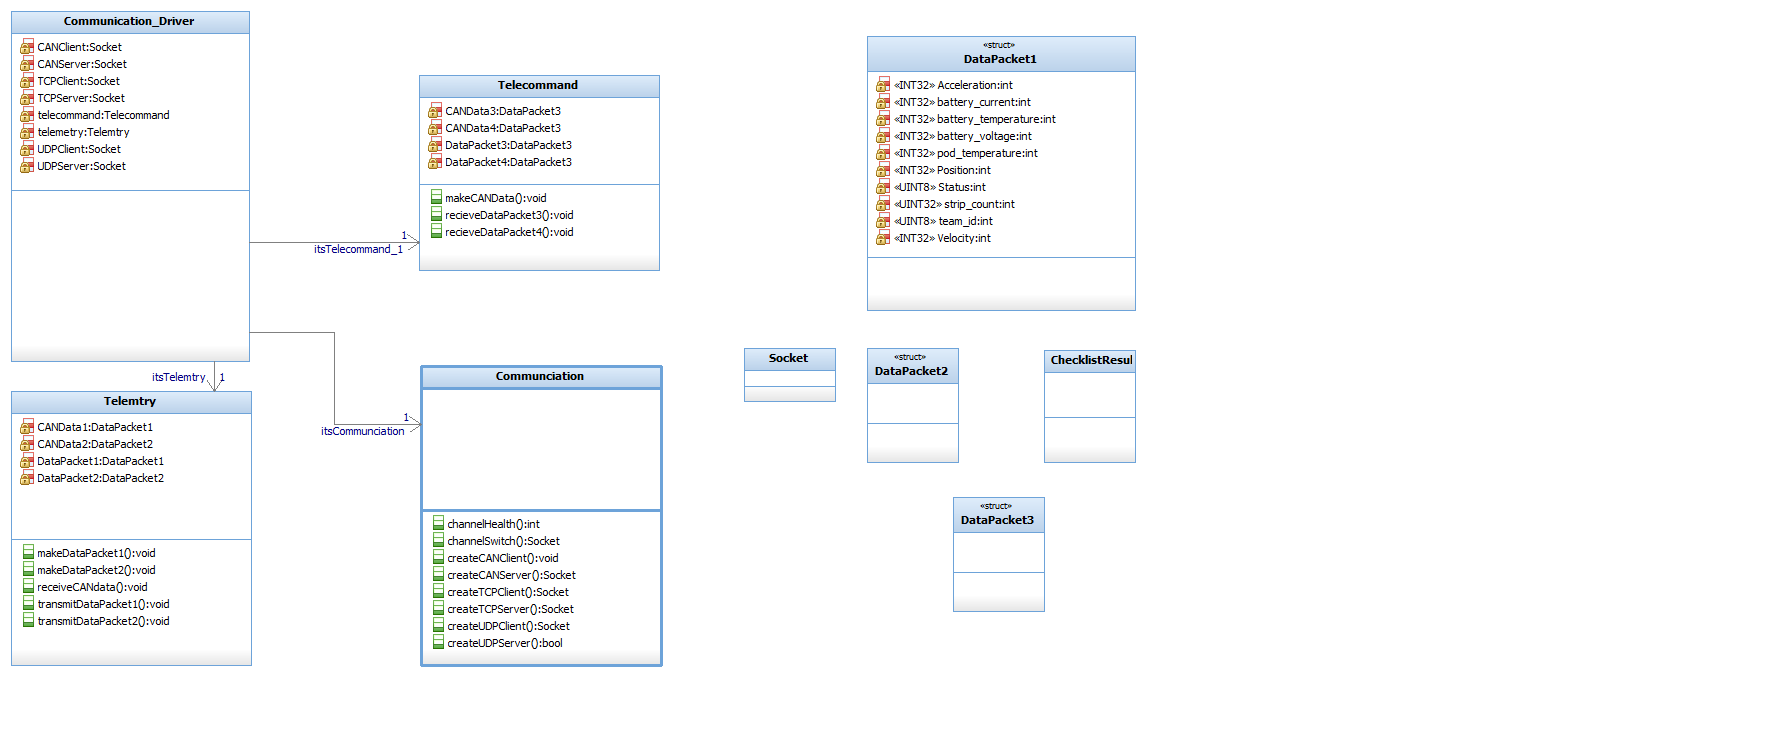 Communication_Driver
CANClient:Socket
CANServer:Socket
TCPClient:Socket
TCPServer:Socket
telecommand:Telecommand
telemetry:Telemtry
UDPClient:Socket
UDPServer:Socket
1
itsTelecommand_1
Telecommand
CANData3:DataPacket3
CANData4:DataPacket3
DataPacket3:DataPacket3
DataPacket4:DataPacket3
makeCANData():void
recieveDataPacket3():void
recieveDataPacket4():void
itsTelemtry
1
Telemtry
CANData1:DataPacket1
CANData2:DataPacket2
DataPacket1:DataPacket1
DataPacket2:DataPacket2
makeDataPacket1():void
makeDataPacket2():void
receiveCANdata():void
transmitDataPacket1():void
transmitDataPacket2():void
1
itsCommunciation
Communciation
channelHealth():int
channelSwitch():Socket
createCANClient():void
createCANServer():Socket
createTCPClient():Socket
createTCPServer():Socket
createUDPClient():Socket
createUDPServer():bool
«struct»
DataPacket1
«INT32» Acceleration:int
«INT32» battery_current:int
«INT32» battery_temperature:int
«INT32» battery_voltage:int
«INT32» pod_temperature:int
«INT32» Position:int
«UINT8» Status:int
«UINT32» strip_count:int
«UINT8» team_id:int
«INT32» Velocity:int
Socket
«struct»
DataPacket2
ChecklistResul
«struct»
DataPacket3